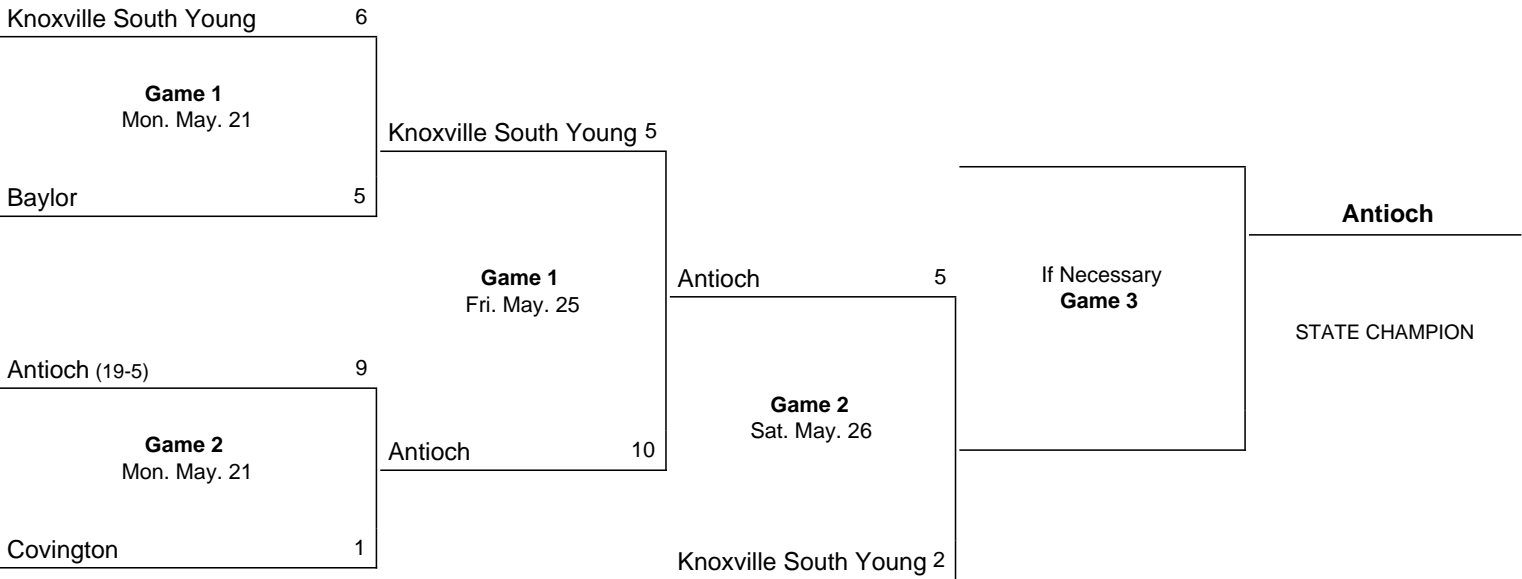 Knoxville South Young 6
Game 1
Mon. May. 21
Baylor 5
Antioch (19-5) 9
Game 2
Mon. May. 21
Covington 1
Knoxville South Young 5
Game 1
Fri. May. 25
Antioch 10
Antioch 5
Game 2
Sat. May. 26
Knoxville South Young 2
If Necessary
Game 3
Antioch
STATE CHAMPION